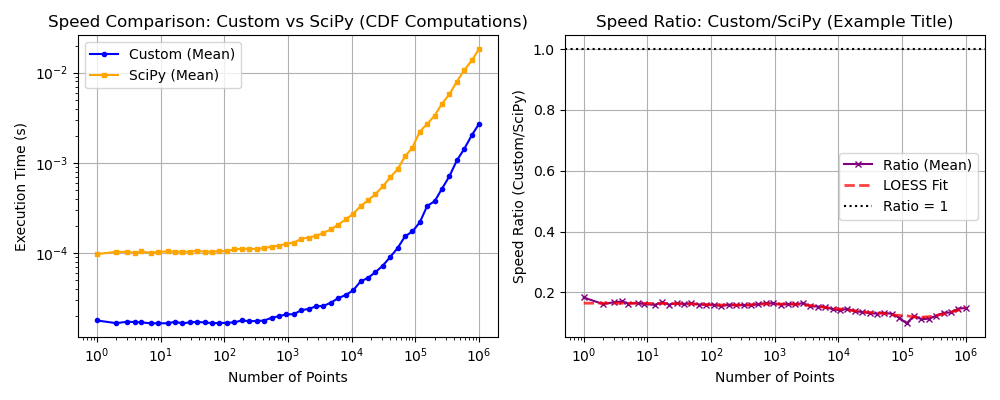 Speed Comparison: Custom vs SciPy (CDF Computations)
Custom (Mean)
SciPy (Mean)
Execution Time (s)
10⁻²
10⁻³
10⁻⁴
10⁰ 10¹ 10² 10³ 10⁴ 10⁵ 10⁶
Number of Points
Speed Ratio: Custom/SciPy (Example Title)
Speed Ratio (Custom/SciPy)
1.0
0.8
0.6
0.4
0.2
Ratio (Mean)
LOESS Fit
Ratio = 1
10⁰ 10¹ 10² 10³ 10⁴ 10⁵ 10⁶
Number of Points